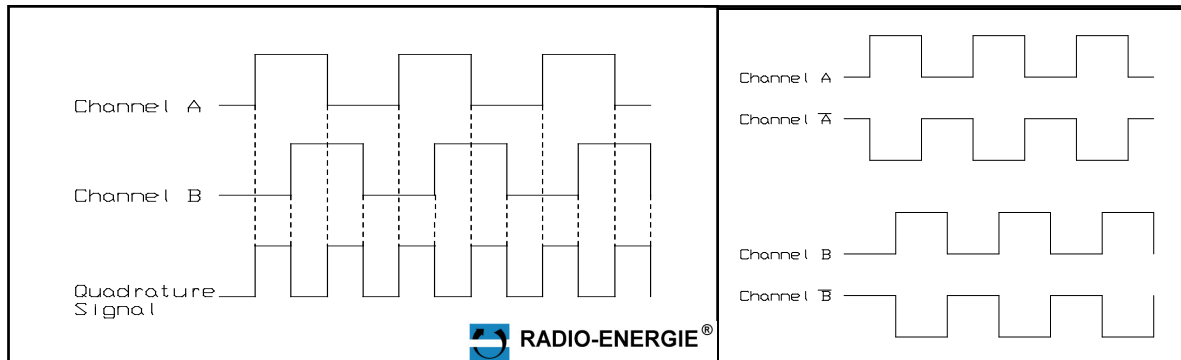 Channel A
Channel B
Quadrature
Signal
RADIO-ENERGIE®
Channel A
Channel A̅
Channel B
Channel B̅